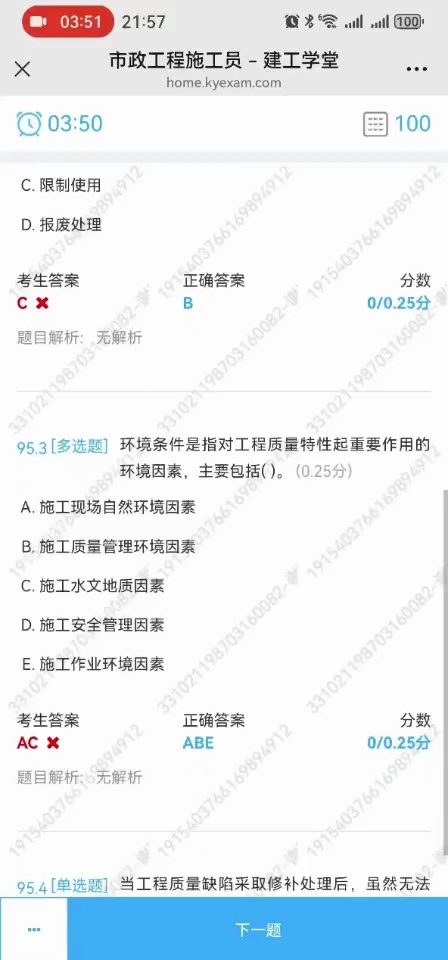 03:51 21:57 100
市政工程施工员 – 建工学堂
home.kyexam.com
03:50 100
C. 限制使用
D. 报废处理
考生答案 正确答案 分数
C ✖ B 0/0.25分
题目解析: 无解析
95.3 [多选题] 环境条件是指对工程质量特性起重要作用的
环境因素，主要包括( )。 (0.25分)
A. 施工现场自然环境因素
B. 施工质量管理环境因素
C. 施工水文地质因素
D. 施工安全管理因素
E. 施工作业环境因素
考生答案 正确答案 分数
AC ✖ ABE 0/0.25分
题目解析: 无解析
95.4 [单选题] 当工程质量缺陷采取修补处理后，虽然无法
下一题